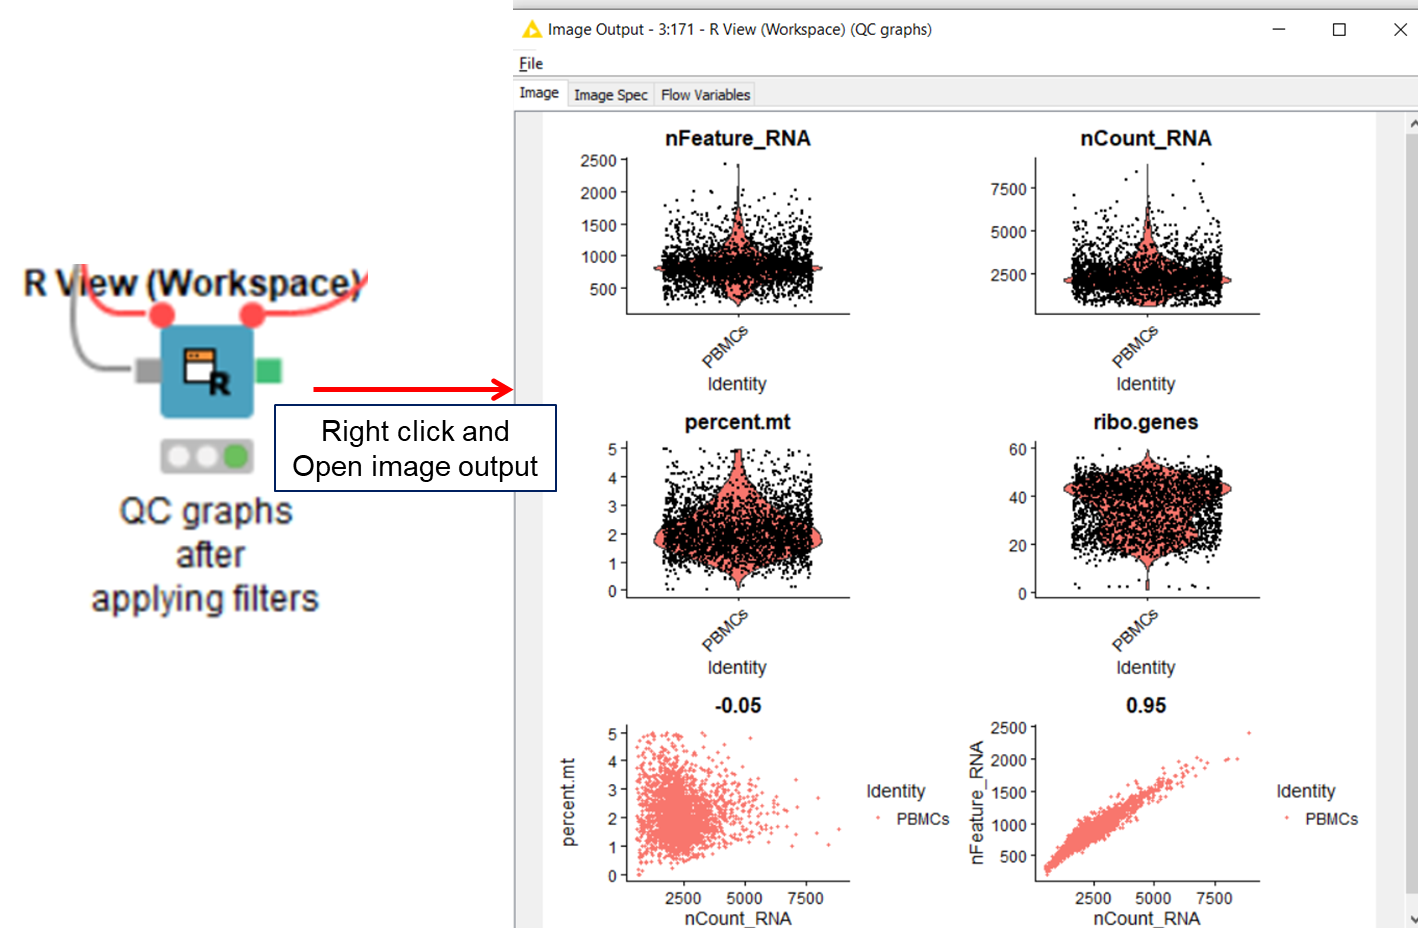 R View (Workspace)
R
QC graphs
after
applying filters
Right click and
Open image output
Image Output - 3:171 - R View (Workspace) (QC graphs)
File
Image Image Spec Flow Variables
nFeature_RNA
2500
2000
1500
1000
500
PBMCs
Identity
nCount_RNA
7500
5000
2500
PBMCs
Identity
percent.mt
5
4
3
2
1
0
PBMCs
Identity
ribo.genes
60
40
20
0
PBMCs
Identity
-0.05
percent.mt
5
4
3
2
1
0
2500 5000 7500
nCount_RNA
Identity
PBMCs
0.95
nFeature_RNA
2500
2000
1500
1000
500
2500 5000 7500
nCount_RNA
Identity
PBMCs